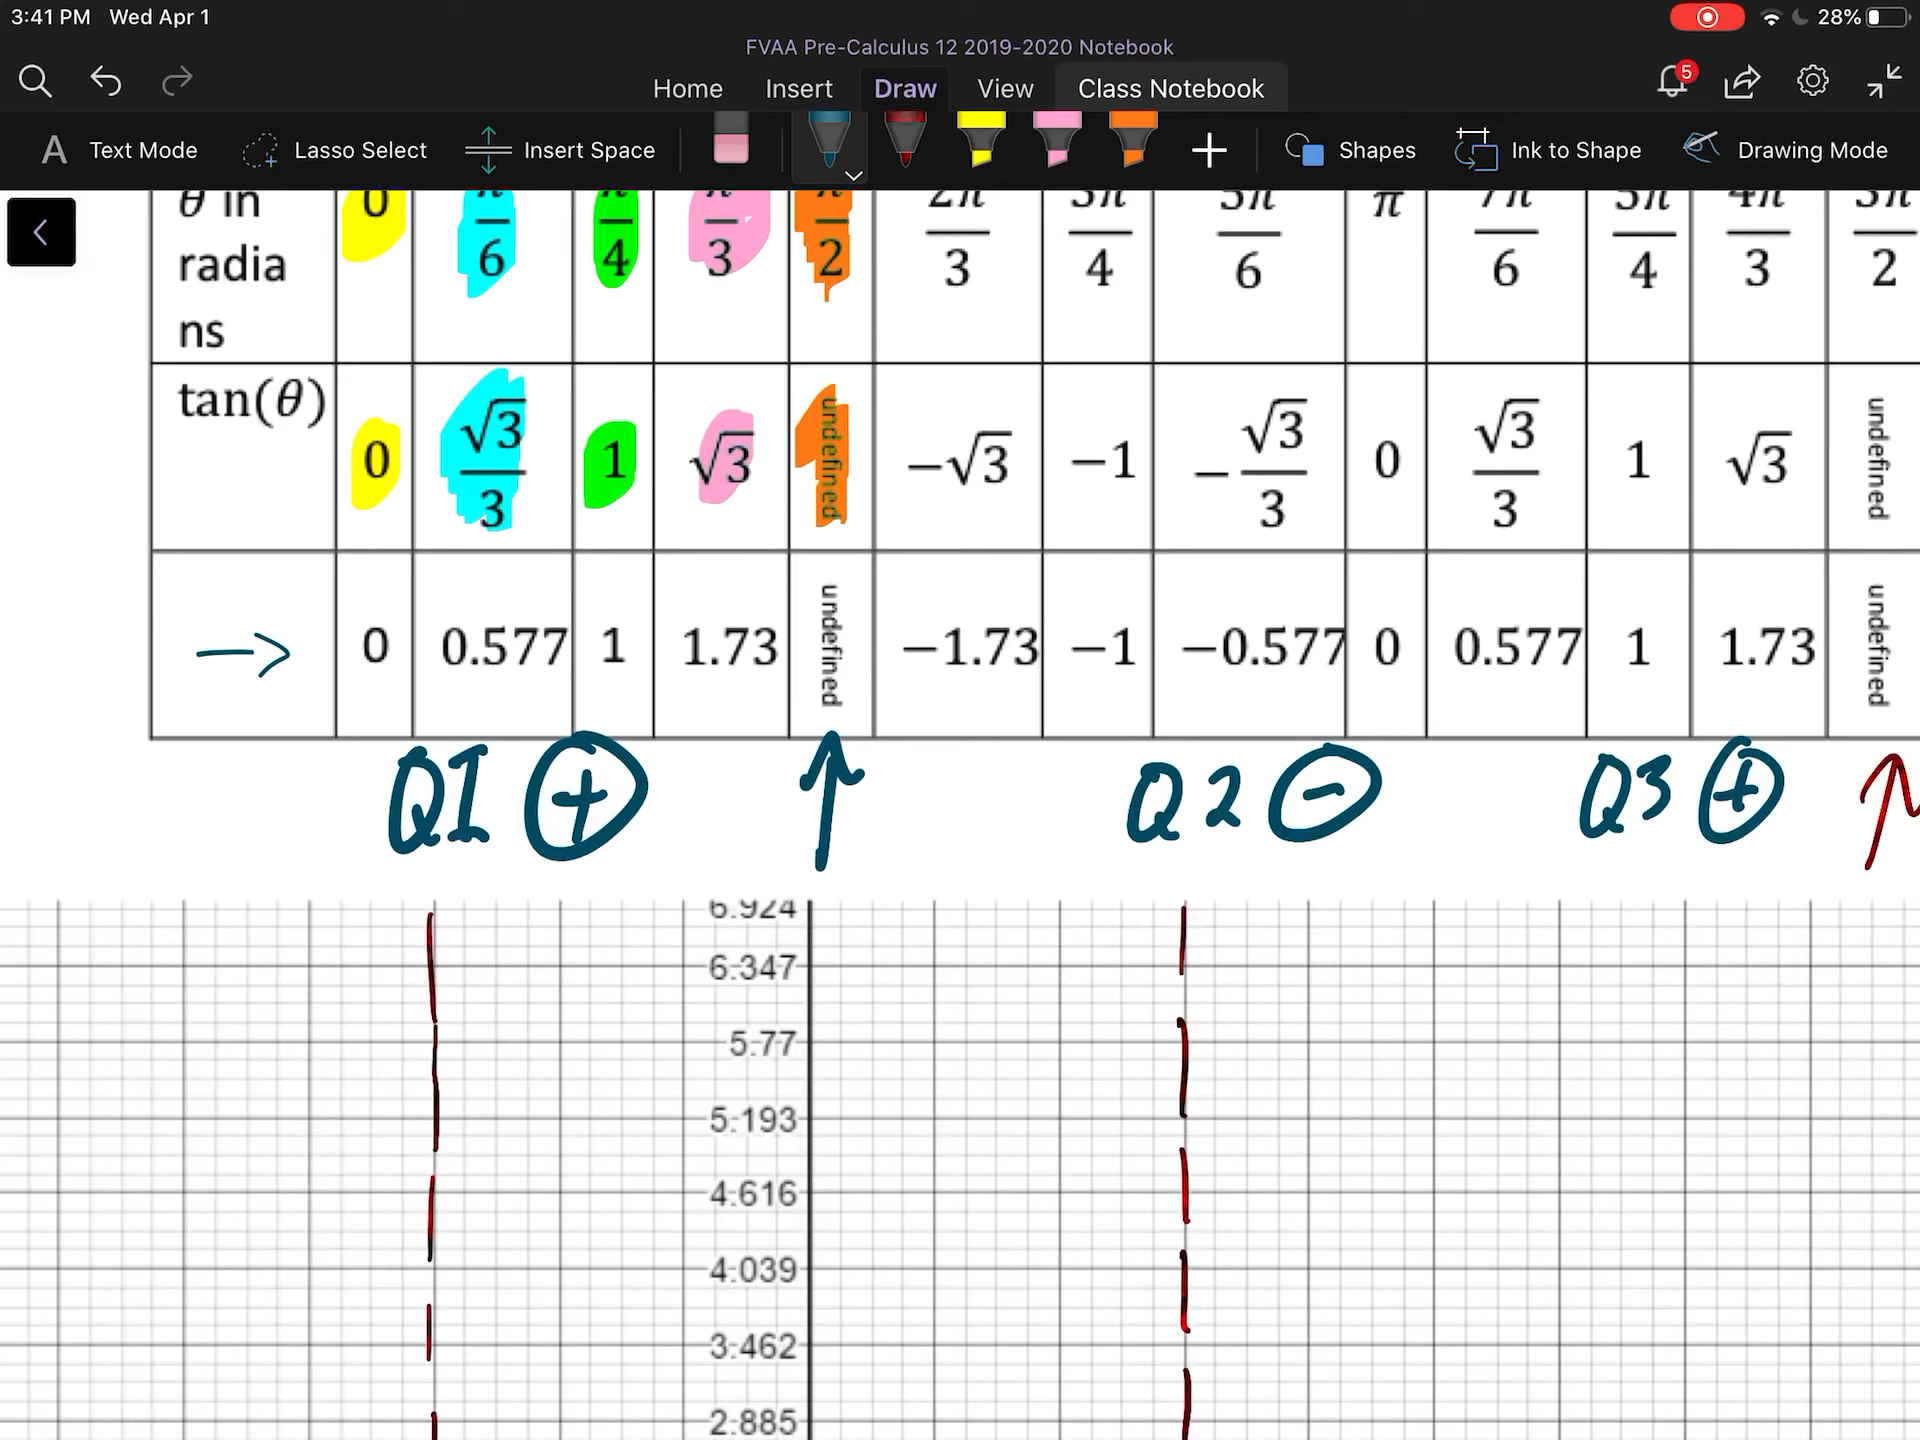 3:41 PM Wed Apr 1
28%
FVAA Pre-Calculus 12 2019-2020 Notebook
Home Insert Draw View Class Notebook
5
A Text Mode Lasso Select Insert Space Shapes Ink to Shape Drawing Mode
θ in radia ns 0 π/6 π/4 π/3 π/2 2π/3 3π/4 5π/6 π 7π/6 5π/4 4π/3 3π/2
tan(θ) 0 √3/3 1 √3 undefined −√3 −1 −√3/3 0 √3/3 1 √3 undefined
→ 0 0.577 1 1.73 undefined −1.73 −1 −0.577 0 0.577 1 1.73 undefined
Q1 + ↑ Q2 - Q3 + ↑
6.924
6.347
5.77
5.193
4.616
4.039
3.462
2.885